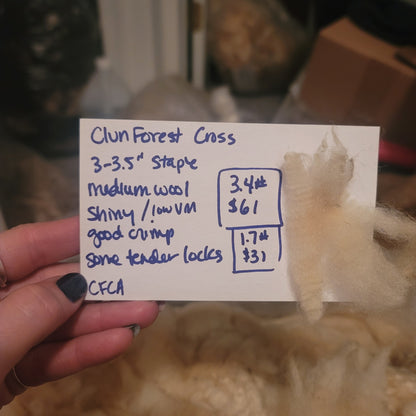 Clun Forest Cross
3-3.5" Staple
medium wool
Shiny / low VM
good crimp
some tender locks
CFCA
3.4#
$61
1.7#
$31